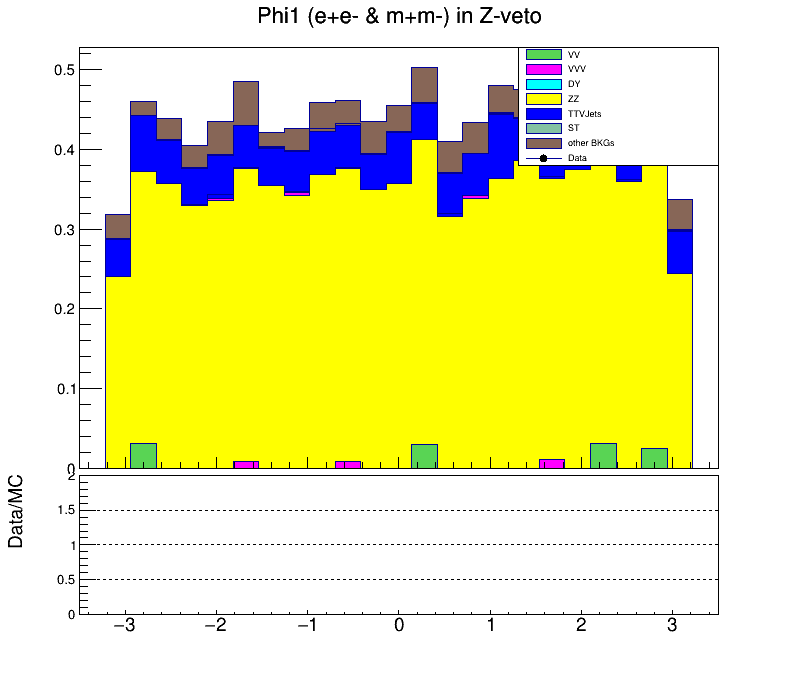 Phi1 (e+e- & m+m-) in Z-veto
VV
VVV
DY
ZZ
TTVJets
ST
other BKGs
Data
0.5
0.4
0.3
0.2
0.1
0
Data/MC
2
1.5
1
0.5
0
−3 −2 −1 0 1 2 3